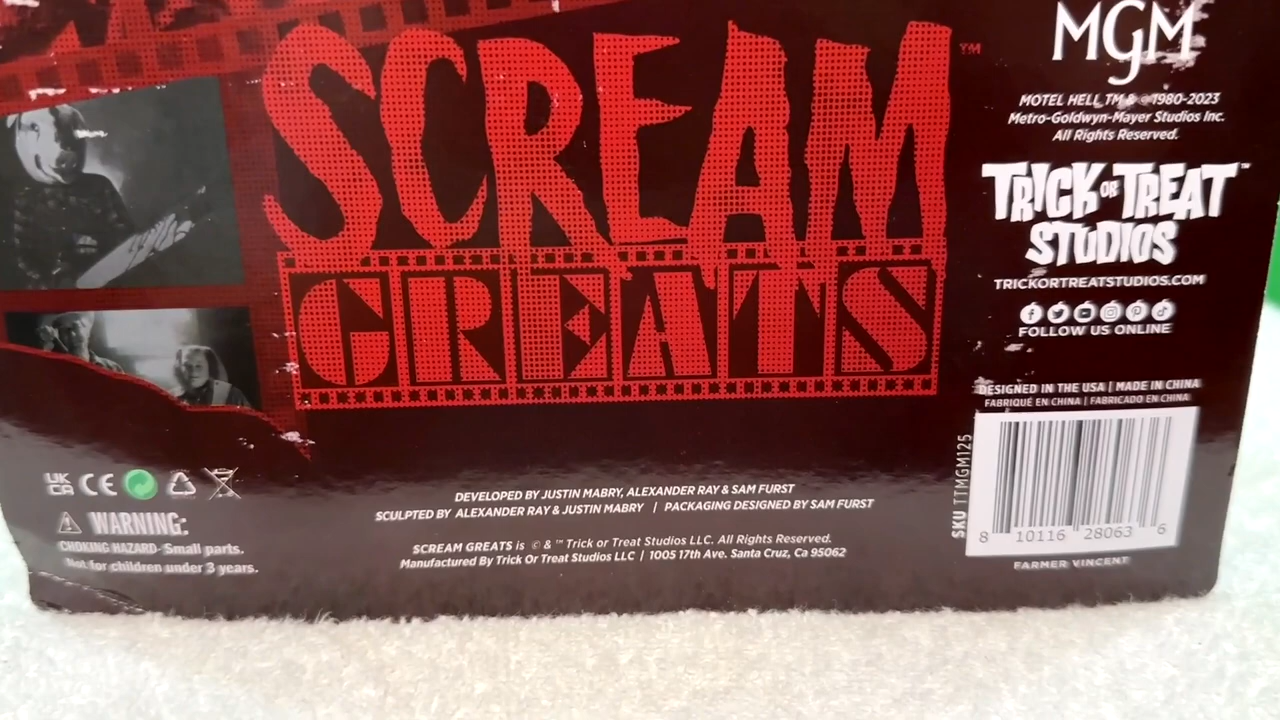 SCREAM
GREATS
™
MGM
MOTEL HELL TM & © 1980-2023
Metro-Goldwyn-Mayer Studios Inc.
All Rights Reserved.
TRICK OR TREAT™
STUDIOS
TRICKORTREATSTUDIOS.COM
FOLLOW US ONLINE
DESIGNED IN THE USA | MADE IN CHINA
FABRIQUÉ EN CHINA | FABRICADO EN CHINA
SKU TTMGM125
8 10116 28063 6
FARMER VINCENT
UK
CA CE
WARNING:
CHOKING HAZARD-Small parts.
Not for children under 3 years.
DEVELOPED BY JUSTIN MABRY, ALEXANDER RAY & SAM FURST
SCULPTED BY ALEXANDER RAY & JUSTIN MABRY | PACKAGING DESIGNED BY SAM FURST
SCREAM GREATS is © & ™ Trick or Treat Studios LLC. All Rights Reserved.
Manufactured By Trick Or Treat Studios LLC | 1005 17th Ave. Santa Cruz, Ca 95062